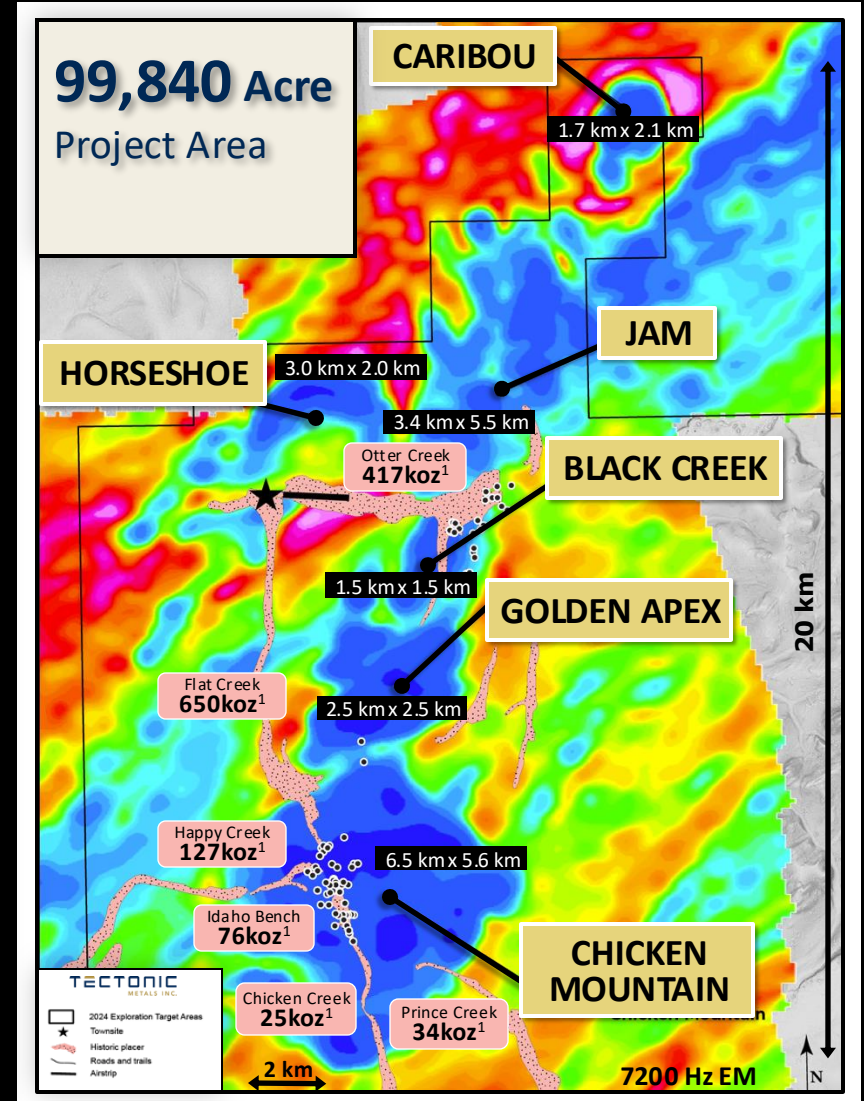 99,840 Acre
Project Area
CARIBOU
1.7 km x 2.1 km
JAM
HORSESHOE
3.0 km x 2.0 km
3.4 km x 5.5 km
Otter Creek
417koz1
BLACK CREEK
1.5 km x 1.5 km
GOLDEN APEX
20 km
Flat Creek
650koz1
2.5 km x 2.5 km
Happy Creek
127koz1
6.5 km x 5.6 km
Idaho Bench
76koz1
CHICKEN
MOUNTAIN
TECTONIC
METALS INC.
2024 Exploration Target Areas
Townsite
Historic placer
Roads and trails
Airstrip
Chicken Creek
25koz1
Prince Creek
34koz1
2 km
7200 Hz EM
N